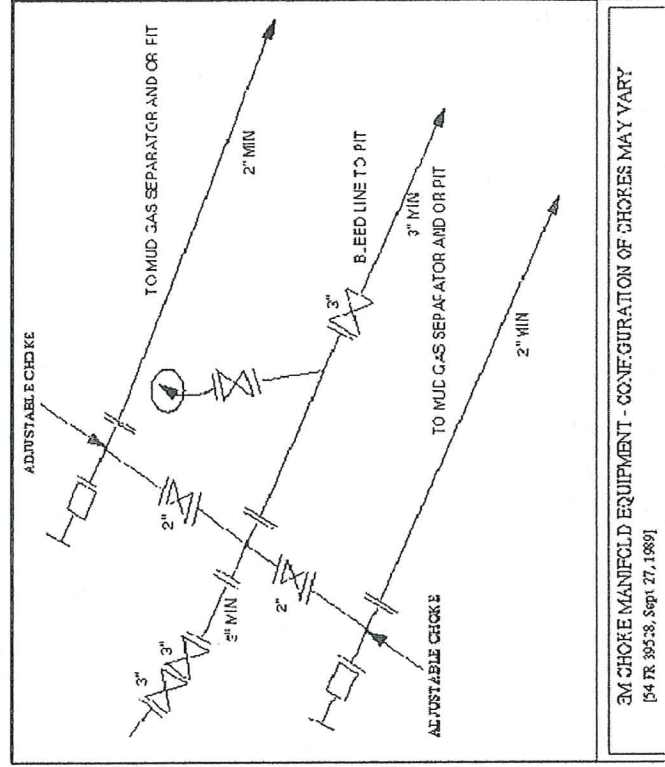 ADJUSTABLE CHOKE
TO MUD GAS SEPARATOR AND OR PIT
2" MIN
2"
BLEED LINE TO PIT
3" MIN
3"
3"
3"
3" MIN
2"
TO MUD GAS SEPARATOR AND OR PIT
2" MIN
ADJUSTABLE CHOKE
3M CHOKE MANIFOLD EQUIPMENT - CONFIGURATION OF CHOKES MAY VARY
[54 FR 39528, Sept 27, 1989]